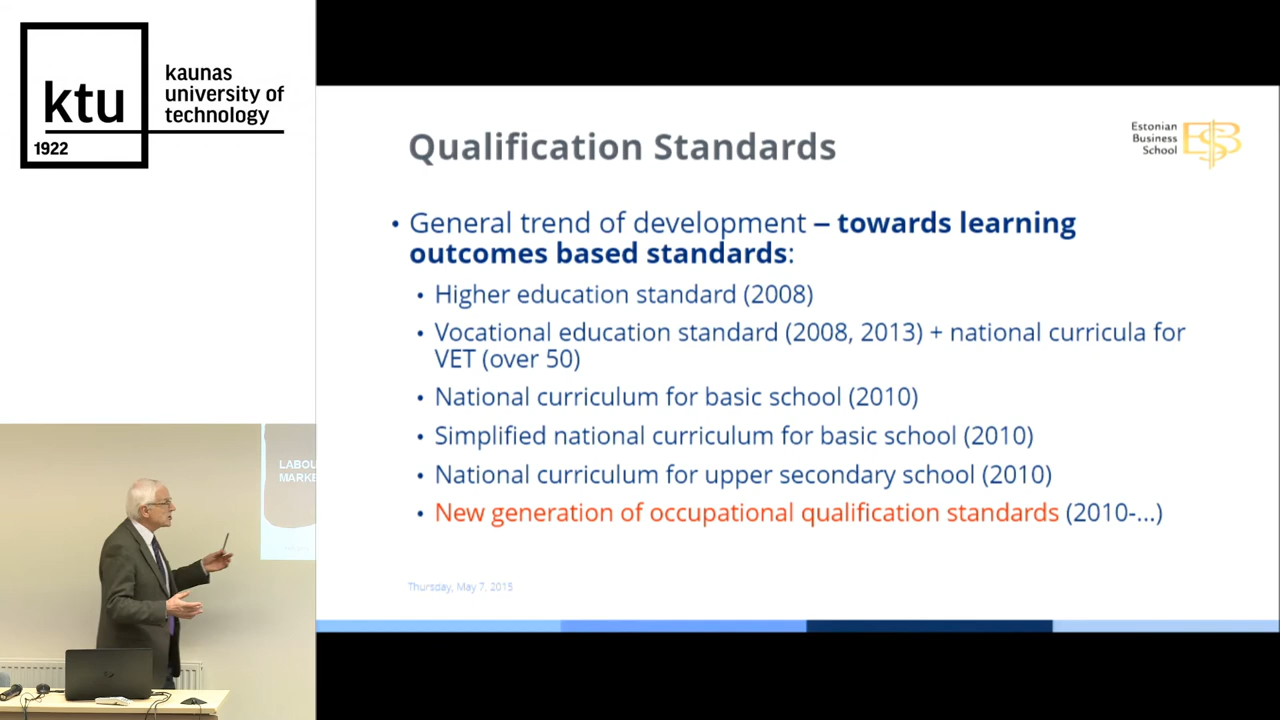 ktu
1922
kaunas
university of
technology
Qualification Standards
Estonian
Business
School
EBS
• General trend of development – towards learning
outcomes based standards:
• Higher education standard (2008)
• Vocational education standard (2008, 2013) + national curricula for
VET (over 50)
• National curriculum for basic school (2010)
• Simplified national curriculum for basic school (2010)
• National curriculum for upper secondary school (2010)
• New generation of occupational qualification standards (2010-...)
Thursday, May 7, 2015
LABOU
MARKE